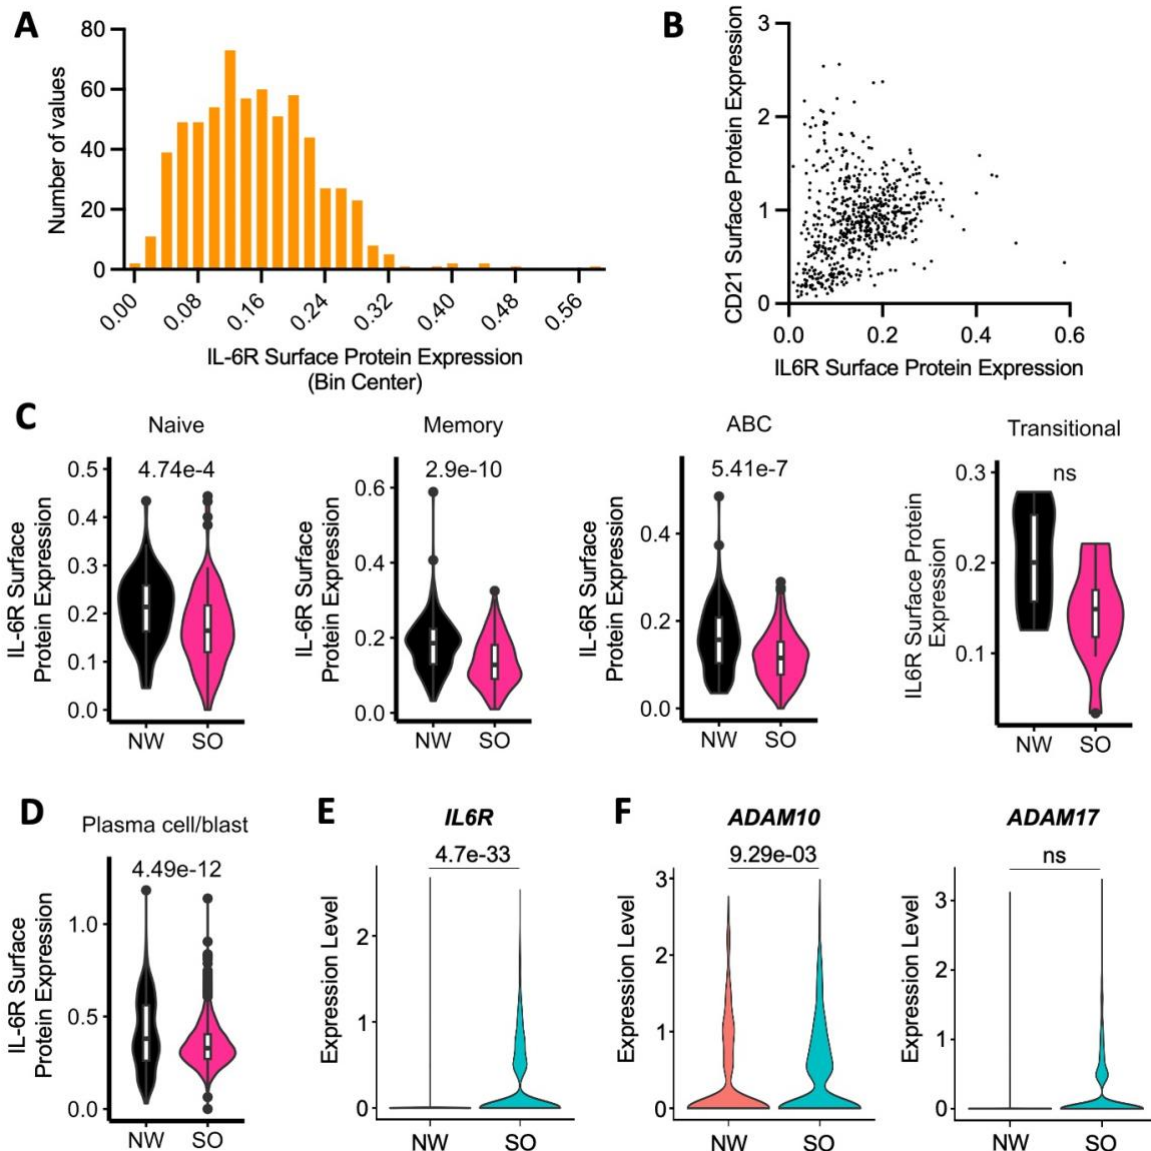 A
80
60
40
20
0
Number of values
0.00
0.08
0.16
0.24
0.32
0.40
0.48
0.56
IL-6R Surface Protein Expression
(Bin Center)
B
3
2
1
0
CD21 Surface Protein Expression
0.0
0.2
0.4
0.6
IL6R Surface Protein Expression
C
Naive
4.74e-4
0.5
0.4
0.3
0.2
0.1
0.0
IL-6R Surface
Protein Expression
NW SO
Memory
2.9e-10
0.6
0.4
0.2
0.0
IL-6R Surface
Protein Expression
NW SO
ABC
5.41e-7
0.4
0.2
0.0
IL-6R Surface
Protein Expression
NW SO
Transitional
ns
0.3
0.2
0.1
IL6R Surface Protein
Expression
NW SO
D
Plasma cell/blast
4.49e-12
1.0
0.5
0.0
IL-6R Surface
Protein Expression
NW SO
E
IL6R
4.7e-33
2
1
0
Expression Level
NW SO
F
ADAM10
9.29e-03
3
2
1
0
Expression Level
NW SO
ADAM17
ns
3
2
1
0
Expression Level
NW SO